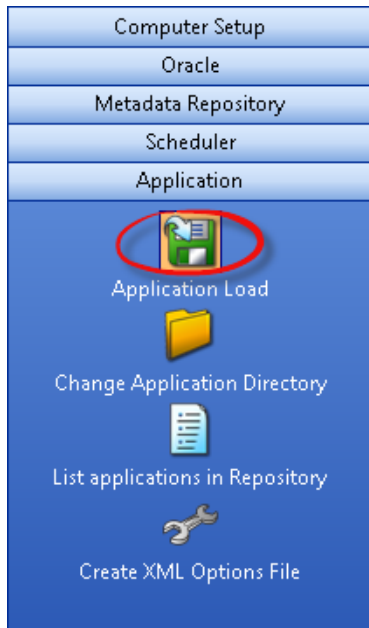 Computer Setup
Oracle
Metadata Repository
Scheduler
Application
Application Load
Change Application Directory
List applications in Repository
Create XML Options File